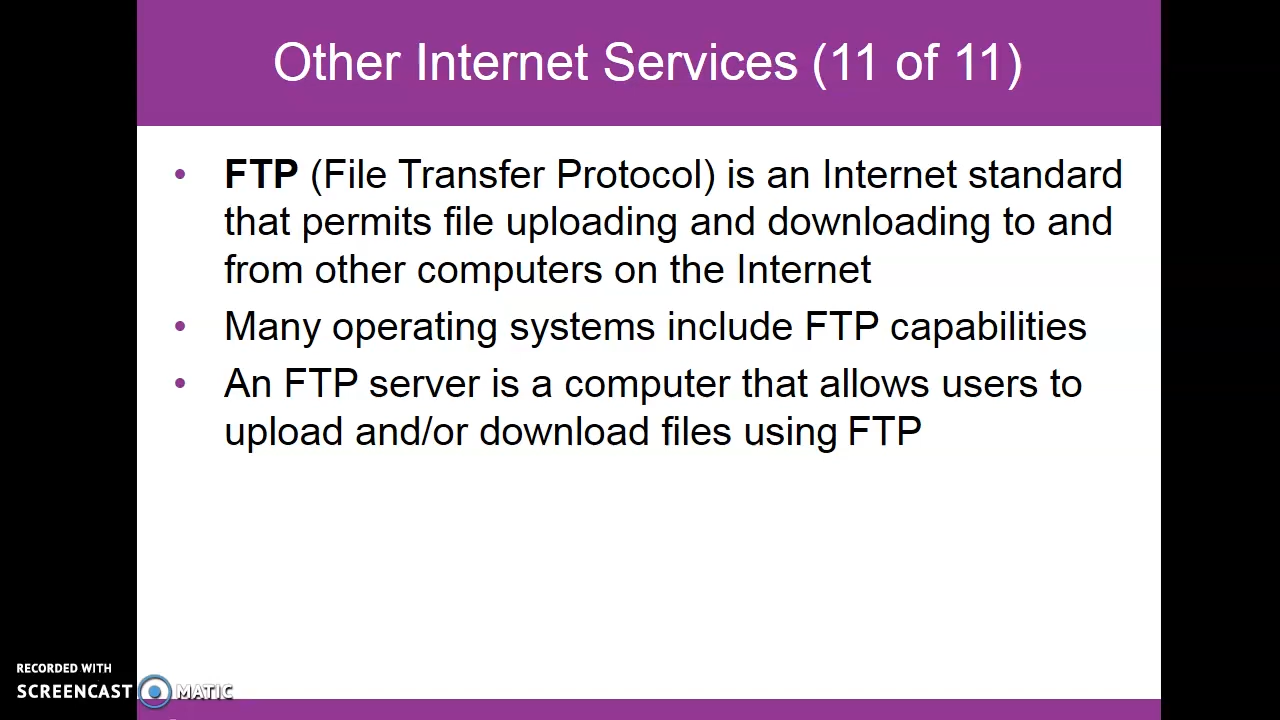 Other Internet Services (11 of 11)
• FTP (File Transfer Protocol) is an Internet standard
that permits file uploading and downloading to and
from other computers on the Internet
• Many operating systems include FTP capabilities
• An FTP server is a computer that allows users to
upload and/or download files using FTP
RECORDED WITH
SCREENCAST MATIC